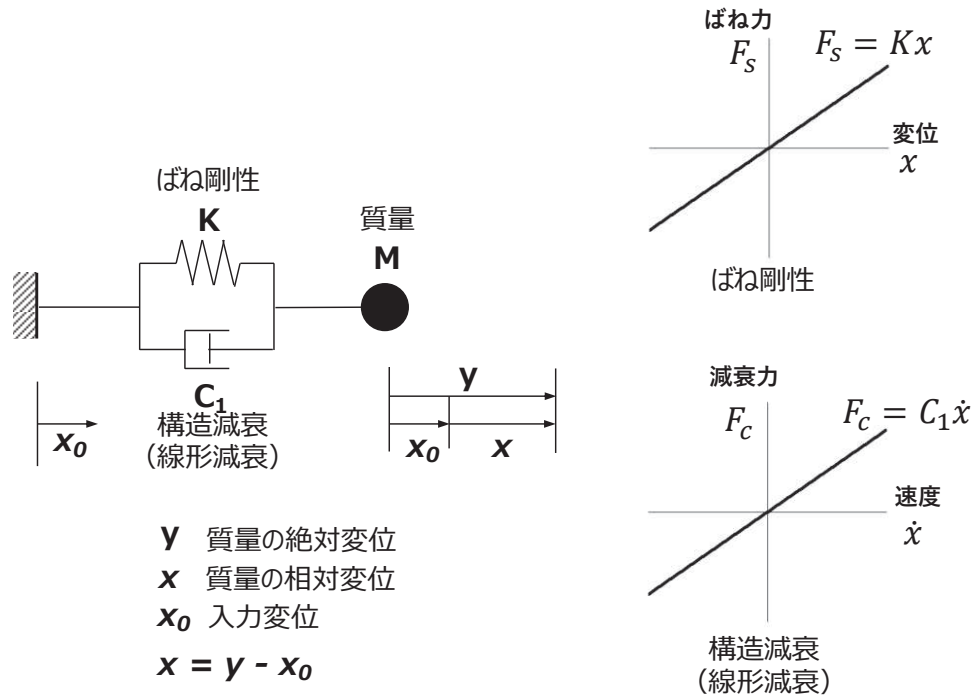 ばね剛性
K
質量
M
C₁
構造減衰
(線形減衰)
x₀
y
x₀
x
y 質量の絶対変位
x 質量の相対変位
x₀ 入力変位
x = y - x₀
ばね力
Fₛ
Fₛ = Kx
変位
x
ばね剛性
減衰力
F_c
F_c = C₁ẋ
速度
ẋ
構造減衰
(線形減衰)